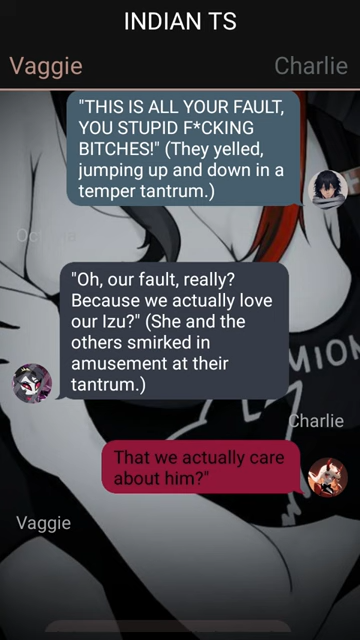 INDIAN TS
Vaggie
Charlie
"THIS IS ALL YOUR FAULT,
YOU STUPID F*CKING
BITCHES!" (They yelled,
jumping up and down in a
temper tantrum.)
"Oh, our fault, really?
Because we actually love
our Izu?" (She and the
others smirked in
amusement at their
tantrum.)
MION
Charlie
That we actually care
about him?"
Vaggie